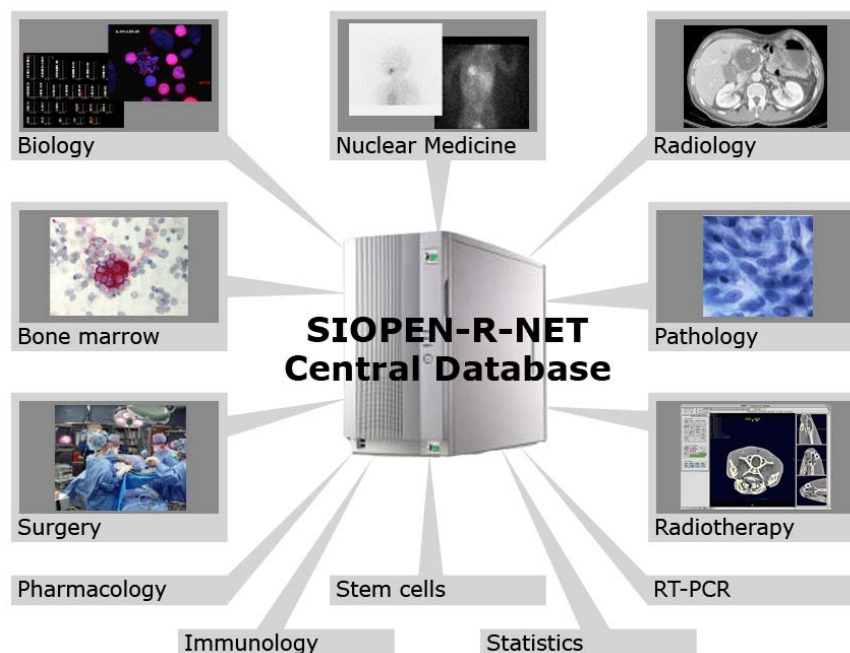 Biology
Nuclear Medicine
Radiology
Bone marrow
SIOPEN-R-NET
Central Database
Pathology
Surgery
Radiotherapy
Pharmacology
Stem cells
RT-PCR
Immunology
Statistics